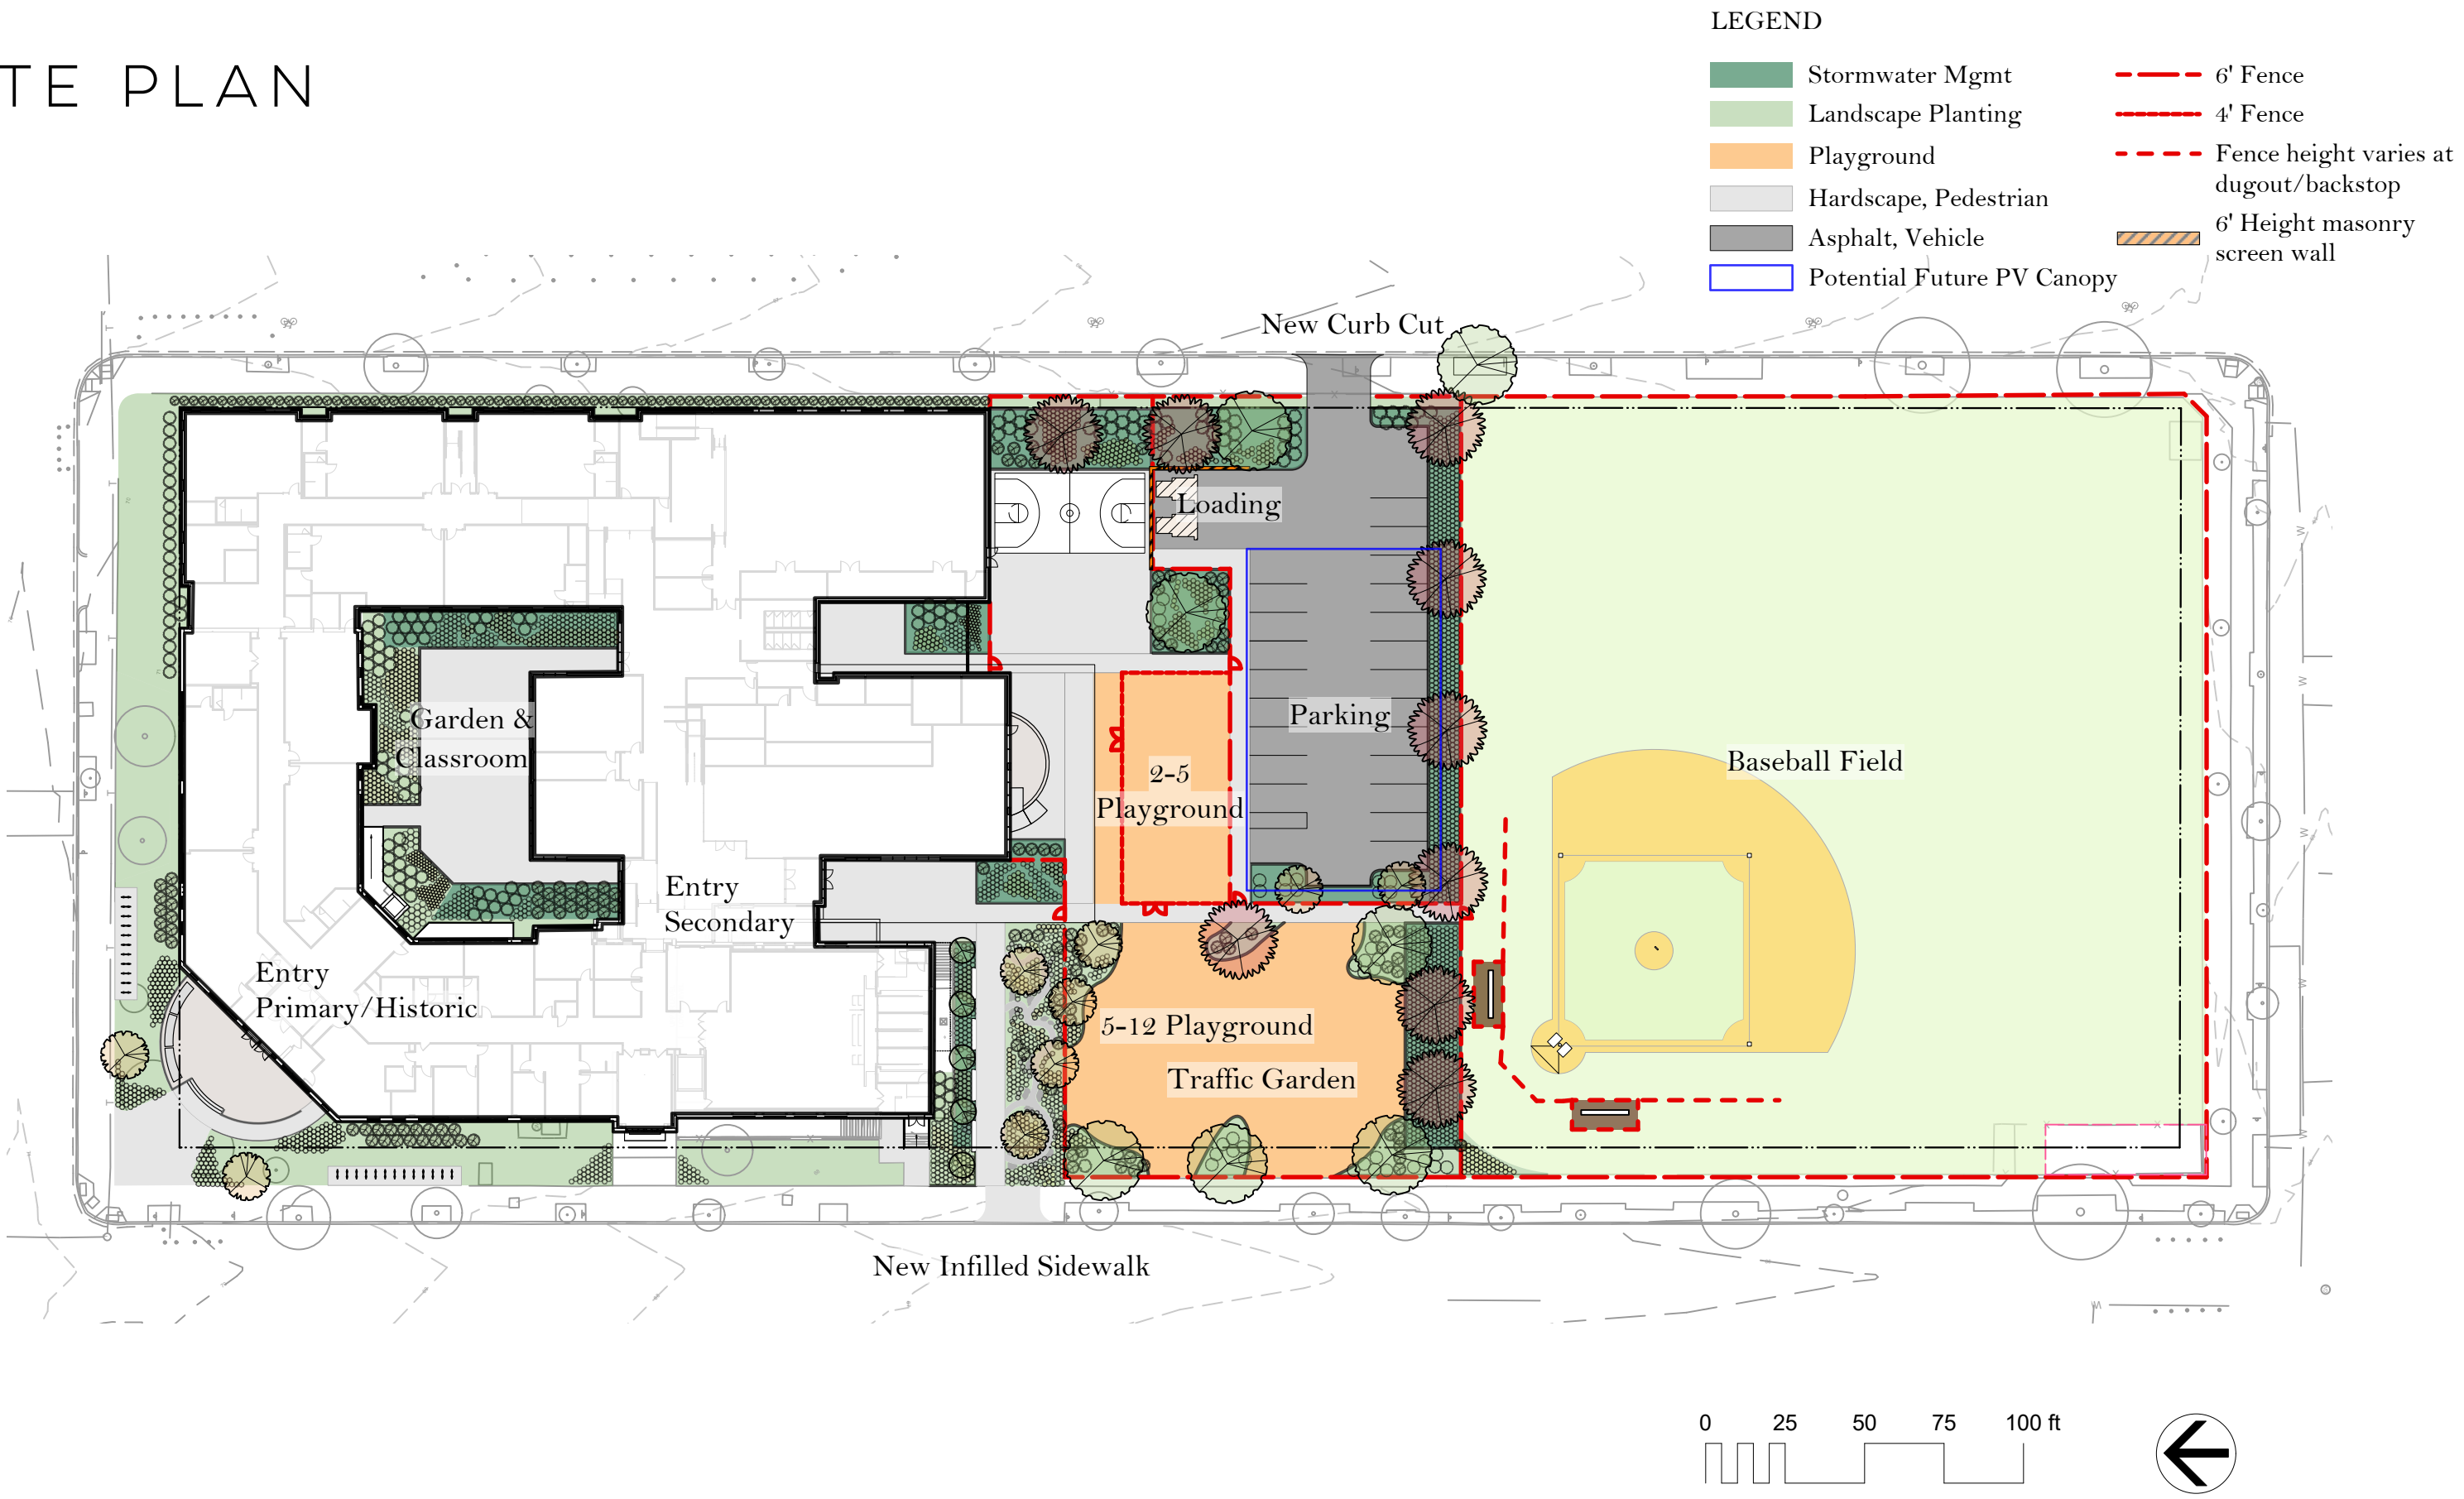 TE PLAN
LEGEND
Stormwater Mgmt
Landscape Planting
Playground
Hardscape, Pedestrian
Asphalt, Vehicle
Potential Future PV Canopy
6' Fence
4' Fence
Fence height varies at
dugout/backstop
6' Height masonry
screen wall
New Curb Cut
Loading
Garden &
Classroom
Parking
2-5
Playground
Baseball Field
Entry
Secondary
Entry
Primary/Historic
5-12 Playground
Traffic Garden
New Infilled Sidewalk
0 25 50 75 100 ft